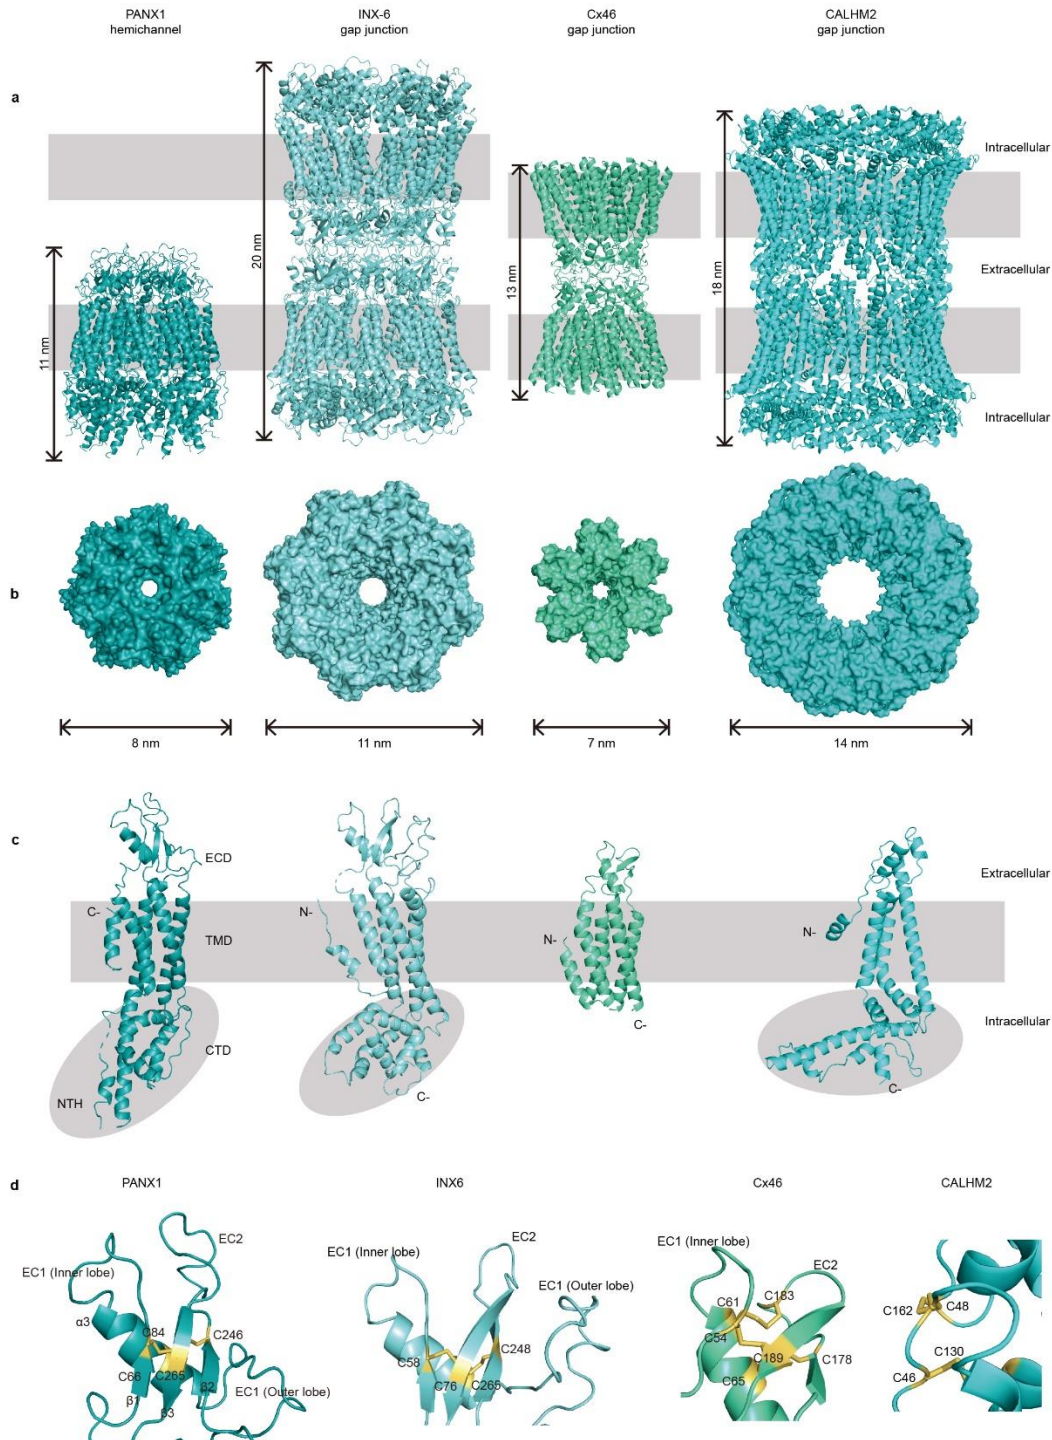 PANX1
hemichannel
INX-6
gap junction
Cx46
gap junction
CALHM2
gap junction
a
11 nm
20 nm
13 nm
18 nm
Intracellular
Extracellular
Intracellular
b
8 nm
11 nm
7 nm
14 nm
c
ECD
C-
TMD
CTD
NTH
N-
C-
N-
C-
N-
C-
Extracellular
Intracellular
d
PANX1
INX6
Cx46
CALHM2
EC2
EC1 (Inner lobe)
α3
C84
C246
C66
C265
β1
β2
β3
EC1 (Outer lobe)
EC1 (Inner lobe)
EC2
EC1 (Outer lobe)
C58
C248
C76
C265
EC1 (Inner lobe)
EC2
C61
C183
C54
C189
C178
C65
C162
C48
C130
C46